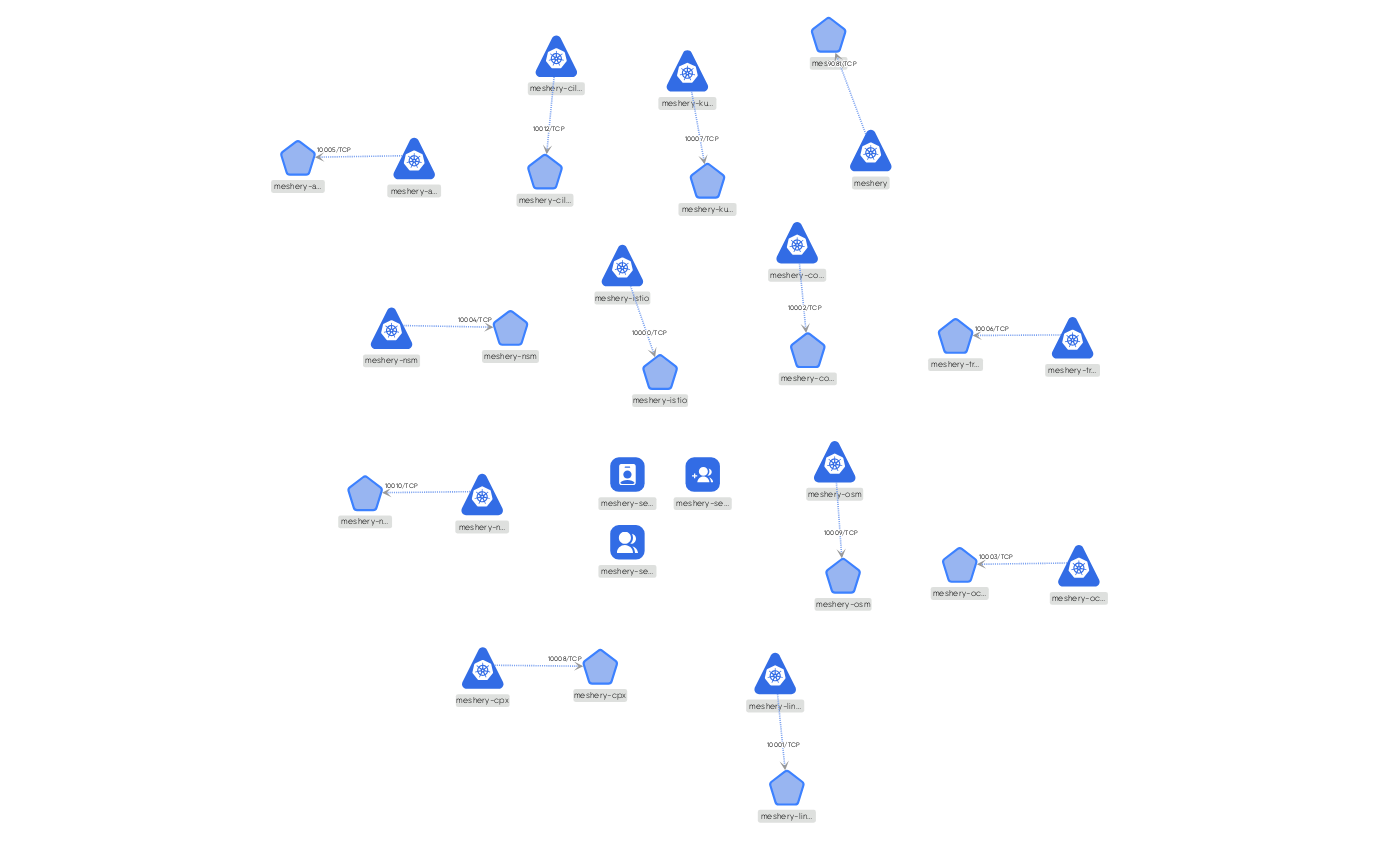 9081/TCP
meshery-cil...
meshery-ku...
10012/TCP
10007/TCP
10005/TCP
meshery-a...
meshery-a...
meshery-cil...
meshery-ku...
meshery
meshery-istio
meshery-co...
10002/TCP
10004/TCP
10000/TCP
10006/TCP
meshery-nsm
meshery-nsm
meshery-tr...
meshery-tr...
meshery-co...
meshery-istio
10010/TCP
meshery-osm
meshery-se...
meshery-se...
meshery-n...
meshery-n...
10009/TCP
10003/TCP
meshery-se...
meshery-oc...
meshery-oc...
meshery-osm
10008/TCP
meshery-cpx
meshery-cpx
meshery-lin...
10001/TCP
meshery-lin...